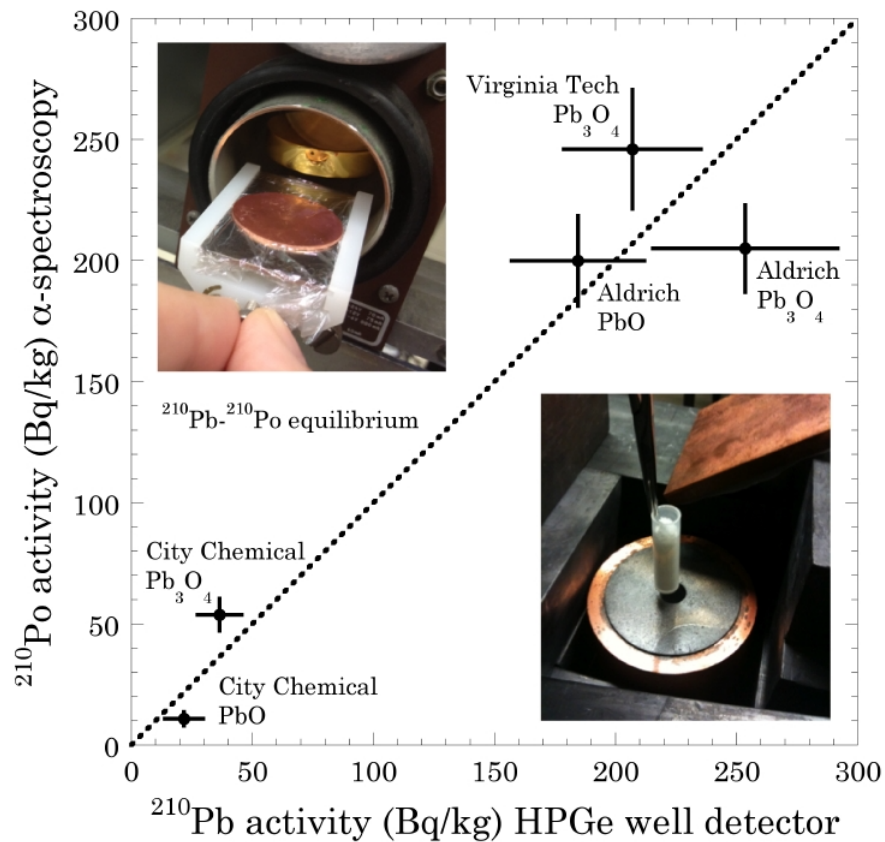 300
250
200
150
100
50
0
²¹⁰Po activity (Bq/kg) α-spectroscopy
Virginia Tech
Pb₃O₄
Aldrich
PbO
Aldrich
Pb₃O₄
²¹⁰Pb-²¹⁰Po equilibrium
City Chemical
Pb₃O₄
City Chemical
PbO
0 50 100 150 200 250 300
²¹⁰Pb activity (Bq/kg) HPGe well detector